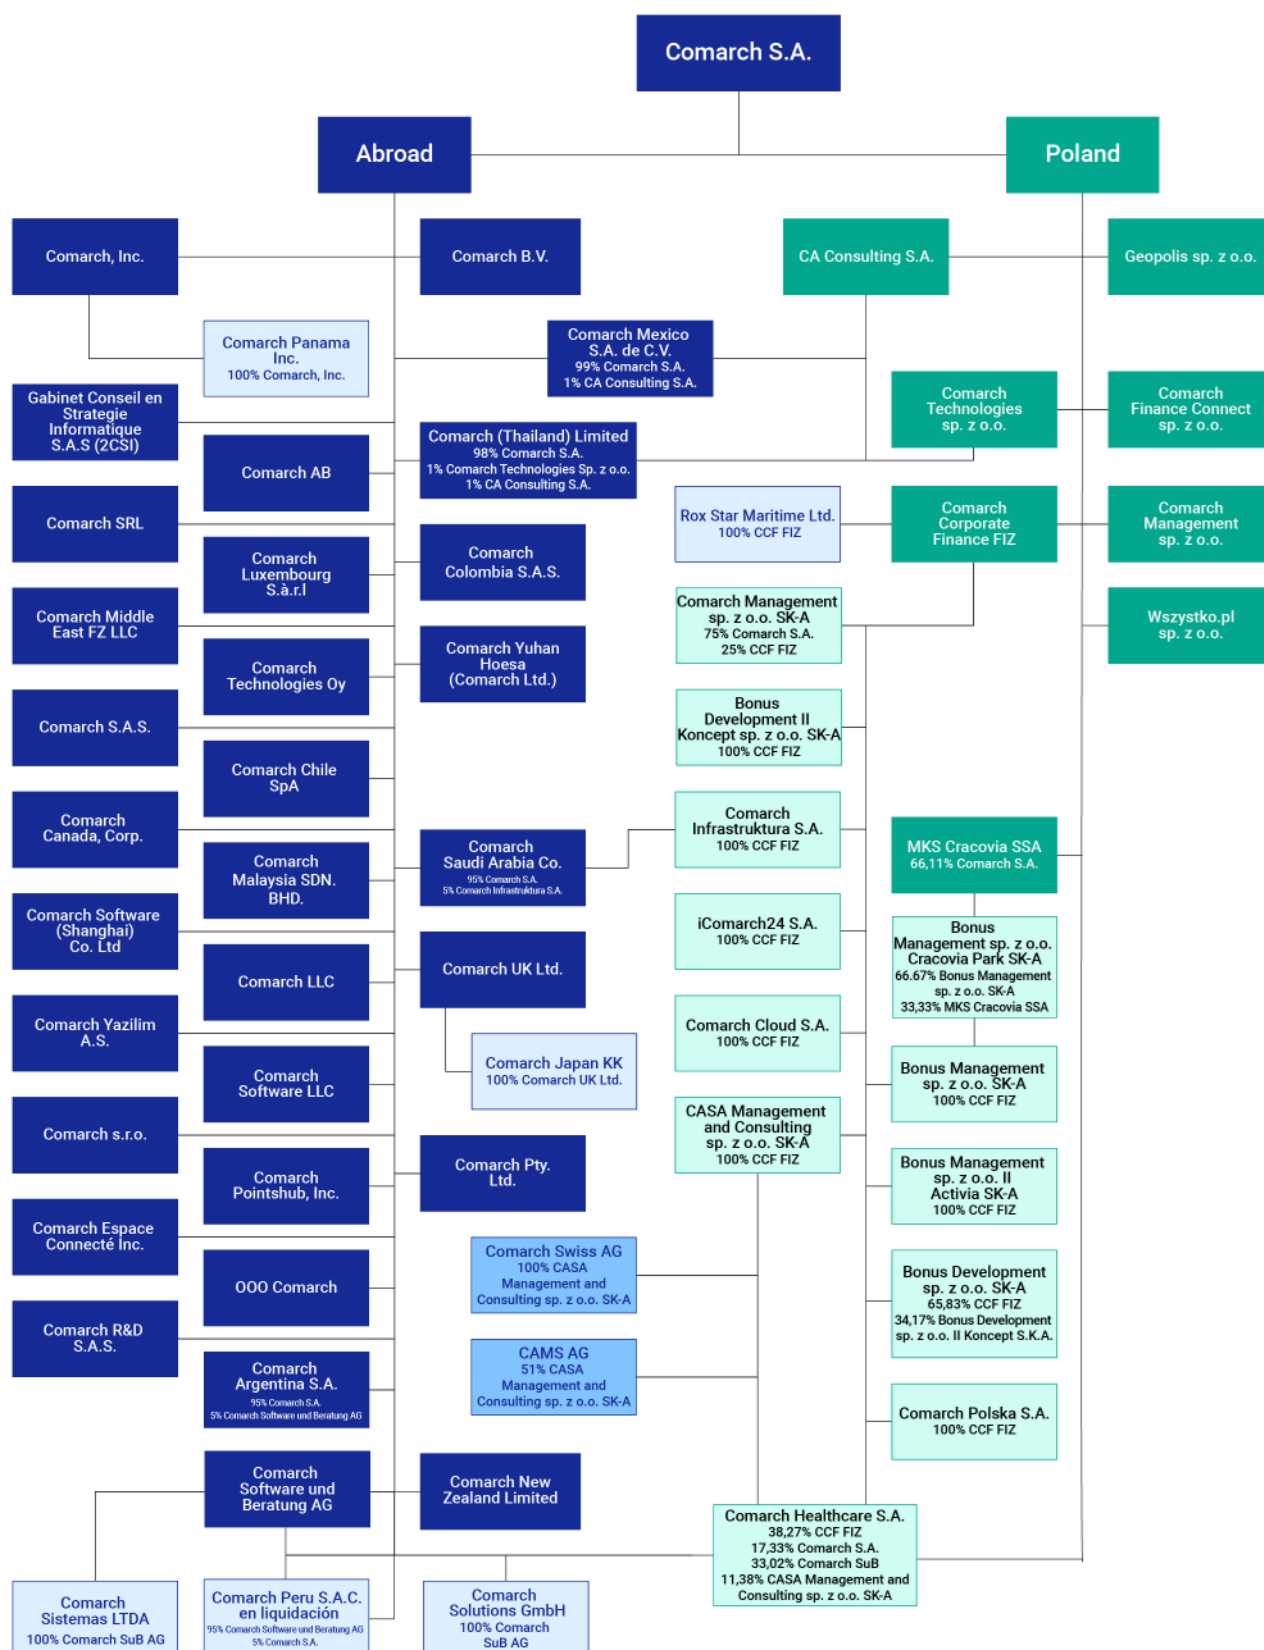 Comarch S.A.
Abroad
Poland
Comarch, Inc.
Comarch B.V.
CA Consulting S.A.
Geopolis sp. z o.o.
Comarch Panama
Inc.
100% Comarch, Inc.
Comarch Mexico
S.A. de C.V.
99% Comarch S.A.
1% CA Consulting S.A.
Gabinet Conseil en
Strategie
Informatique
S.A.S (2CSI)
Comarch
Technologies
sp. z o.o.
Comarch
Finance Connect
sp. z o.o.
Comarch AB
Comarch (Thailand) Limited
98% Comarch S.A.
1% Comarch Technologies Sp. z o.o.
1% CA Consulting S.A.
Comarch SRL
Rox Star Maritime Ltd.
100% CCF FIZ
Comarch
Corporate
Finance FIZ
Comarch
Management
sp. z o.o.
Comarch
Luxembourg
S.à.r.l
Comarch
Colombia S.A.S.
Comarch Middle
East FZ LLC
Comarch Management
sp. z o.o. SK-A
75% Comarch S.A.
25% CCF FIZ
Wszystko.pl
sp. z o.o.
Comarch
Technologies Oy
Comarch Yuhan
Hoesa
(Comarch Ltd.)
Comarch S.A.S.
Bonus
Development II
Koncept sp. z o.o. SK-A
100% CCF FIZ
Comarch Chile
SpA
Comarch
Canada, Corp.
Comarch
Saudi Arabia Co.
95% Comarch S.A.
5% Comarch Infrastruktura S.A.
Comarch
Infrastruktura S.A.
100% CCF FIZ
MKS Cracovia SSA
66,11% Comarch S.A.
Comarch
Malaysia SDN.
BHD.
Comarch Software
(Shanghai)
Co. Ltd
iComarch24 S.A.
100% CCF FIZ
Bonus
Management sp. z o.o.
Cracovia Park SK-A
66.67% Bonus Management
sp. z o.o. SK-A
33,33% MKS Cracovia SSA
Comarch LLC
Comarch UK Ltd.
Comarch Yazilim
A.S.
Comarch Cloud S.A.
100% CCF FIZ
Comarch
Software LLC
Comarch Japan KK
100% Comarch UK Ltd.
Bonus Management
sp. z o.o. SK-A
100% CCF FIZ
Comarch s.r.o.
CASA Management
and Consulting
sp. z o.o. SK-A
100% CCF FIZ
Comarch
Pointshub, Inc.
Comarch Pty.
Ltd.
Bonus Management
sp. z o.o. II
Activia SK-A
100% CCF FIZ
Comarch Espace
Connecté Inc.
Comarch Swiss AG
100% CASA
Management and
Consulting sp. z o.o. SK-A
OOO Comarch
Bonus Development
sp. z o.o. SK-A
65,83% CCF FIZ
34,17% Bonus Development
sp. z o.o. II Koncept S.K.A.
Comarch R&D
S.A.S.
CAMS AG
51% CASA
Management and
Consulting sp. z o.o. SK-A
Comarch
Argentina S.A.
95% Comarch S.A.
5% Comarch Software und Beratung AG
Comarch Polska S.A.
100% CCF FIZ
Comarch
Software und
Beratung AG
Comarch New
Zealand Limited
Comarch Healthcare S.A.
38,27% CCF FIZ
17,33% Comarch S.A.
33,02% Comarch SuB
11,38% CASA Management and
Consulting sp. z o.o. SK-A
Comarch
Sistemas LTDA
100% Comarch SuB AG
Comarch Peru S.A.C.
en liquidación
95% Comarch Software und Beratung AG
5% Comarch S.A.
Comarch
Solutions GmbH
100% Comarch
SuB AG